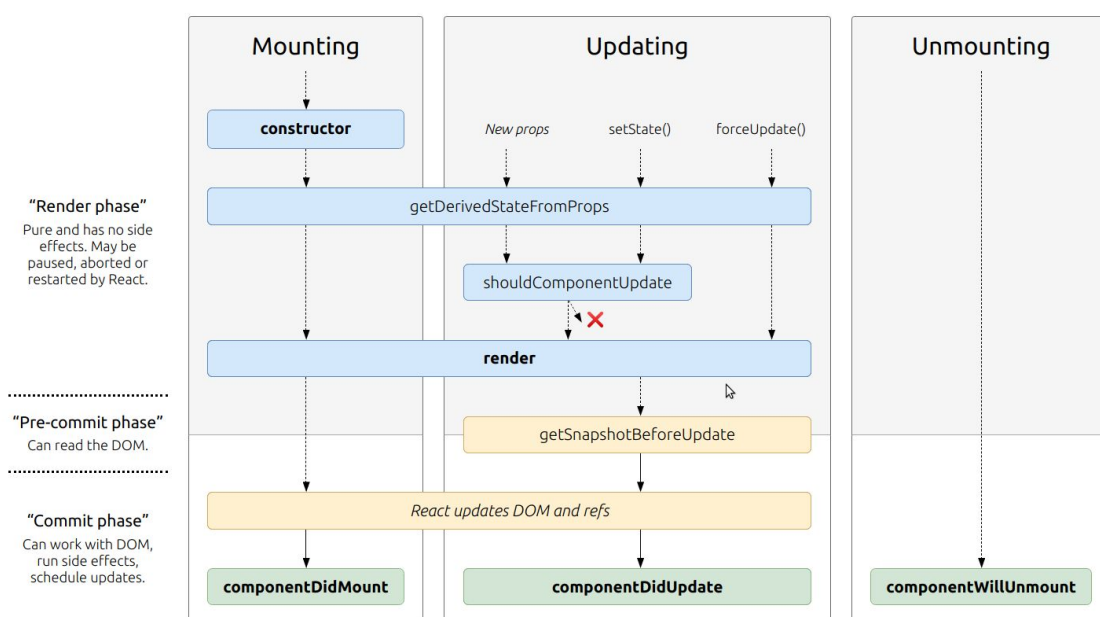 Mounting
Updating
Unmounting
constructor
New props
setState()
forceUpdate()
“Render phase”
Pure and has no side
effects. May be
paused, aborted or
restarted by React.
getDerivedStateFromProps
shouldComponentUpdate
render
“Pre-commit phase”
Can read the DOM.
getSnapshotBeforeUpdate
“Commit phase”
Can work with DOM,
run side effects,
schedule updates.
React updates DOM and refs
componentDidMount
componentDidUpdate
componentWillUnmount